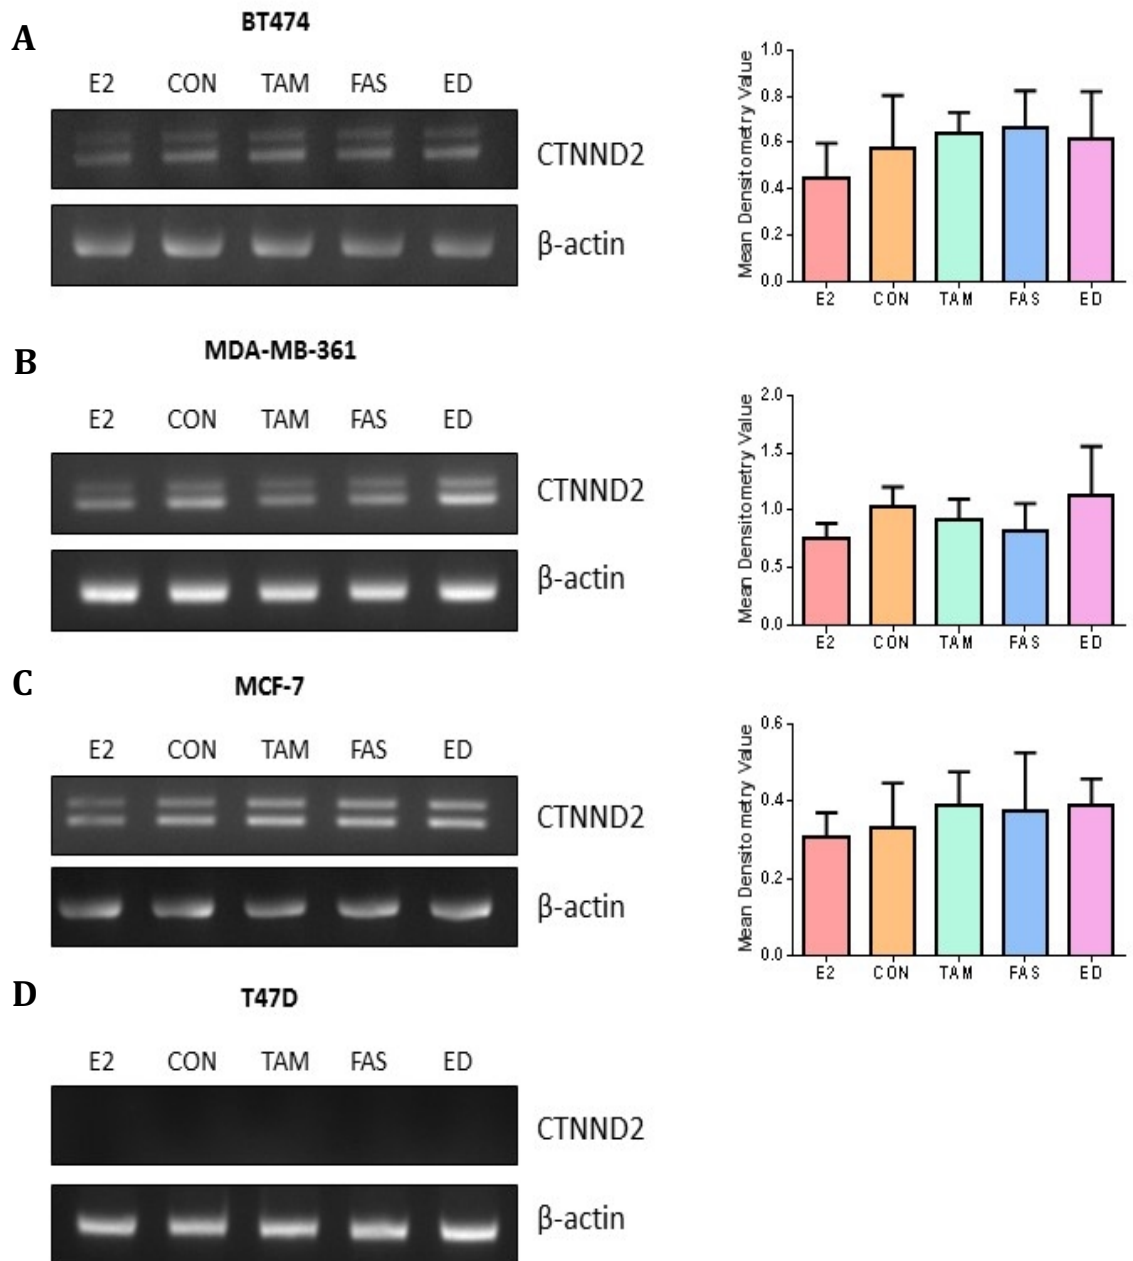 A
BT474
E2 CON TAM FAS ED
CTNND2
β-actin
Mean Densitometry Value
1.0
0.8
0.6
0.4
0.2
0.0
E2 CON TAM FAS ED
B
MDA-MB-361
E2 CON TAM FAS ED
CTNND2
β-actin
Mean Densitometry Value
2.0
1.5
1.0
0.5
0.0
E2 CON TAM FAS ED
C
MCF-7
E2 CON TAM FAS ED
CTNND2
β-actin
Mean Densitometry Value
0.6
0.4
0.2
0.0
E2 CON TAM FAS ED
D
T47D
E2 CON TAM FAS ED
CTNND2
β-actin